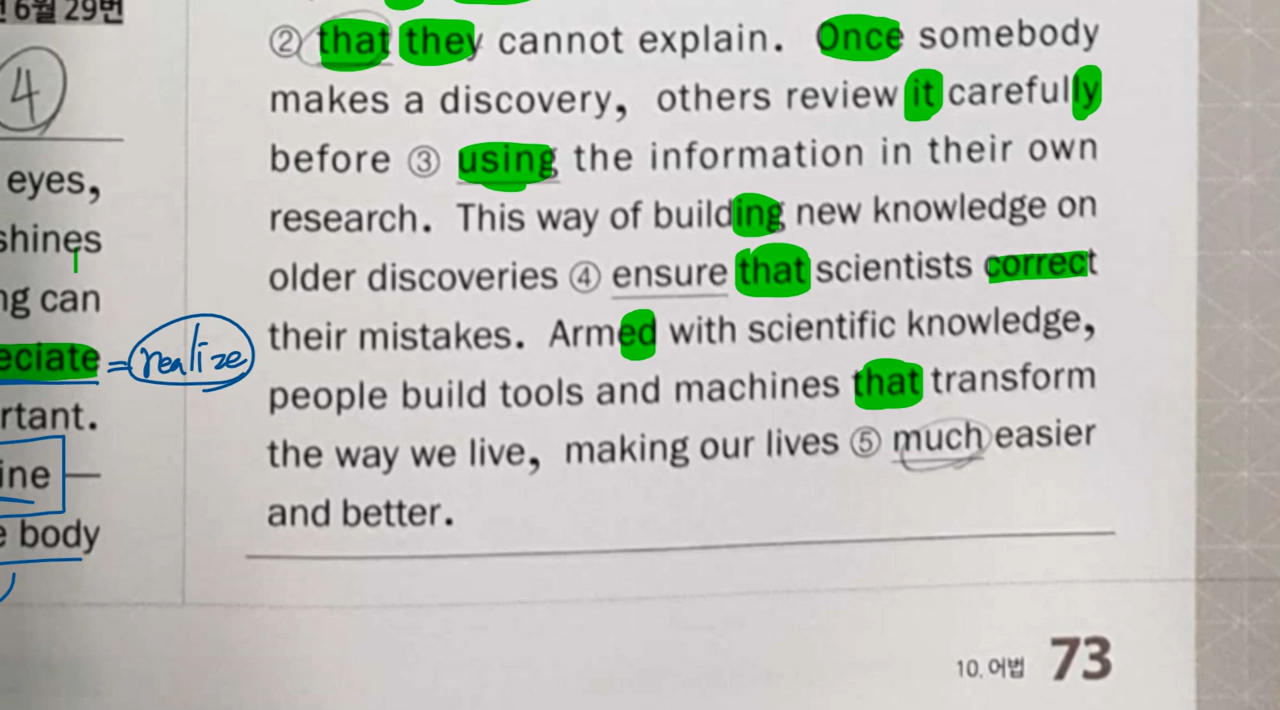 6월 29번
4
eyes,
shines
ng can
eciate = realize
rtant.
ine —
body
② that they cannot explain. Once somebody
makes a discovery, others review it carefully
before ③ using the information in their own
research. This way of building new knowledge on
older discoveries ④ ensure that scientists correct
their mistakes. Armed with scientific knowledge,
people build tools and machines that transform
the way we live, making our lives ⑤ much easier
and better.
10. 어법 73